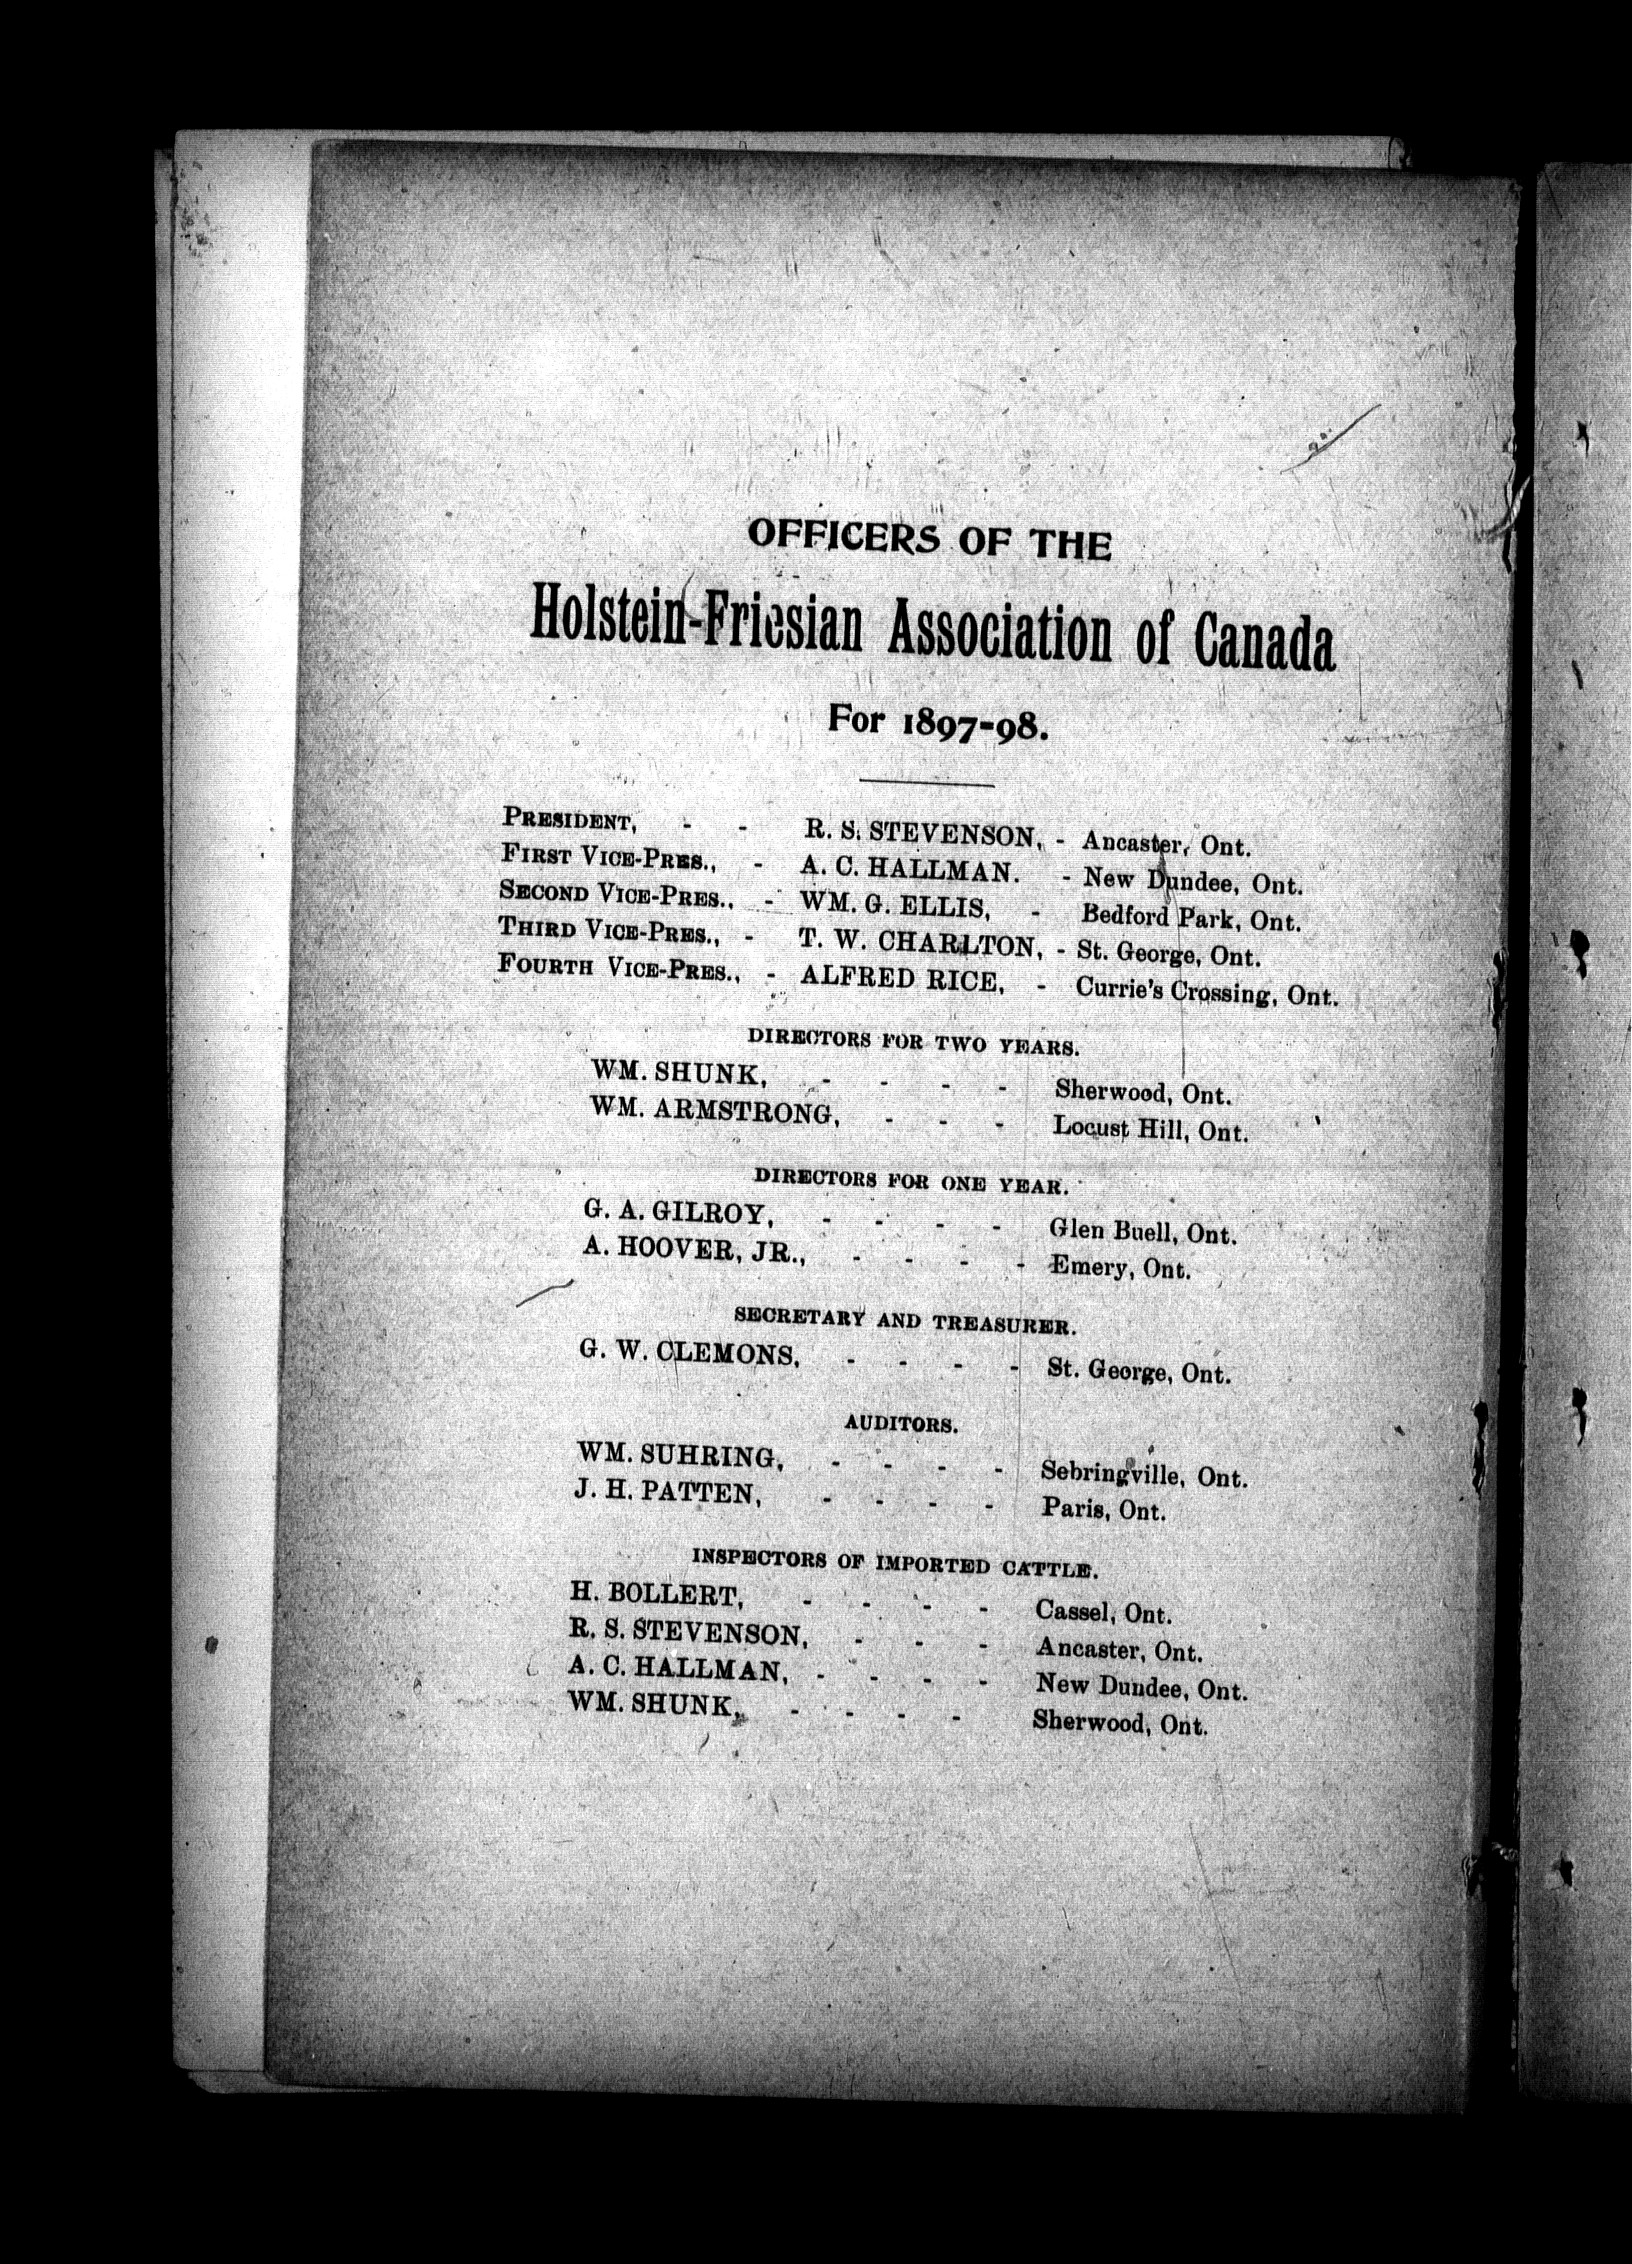 OFFICERS OF THE
Holstein-Friesian Association of Canada
For 1897-98.
PRESIDENT, - - R. S. STEVENSON, - Ancaster, Ont.
FIRST VICE-PRES., - A. C. HALLMAN. - New Dundee, Ont.
SECOND VICE-PRES., - WM. G. ELLIS, - Bedford Park, Ont.
THIRD VICE-PRES., - T. W. CHARLTON, - St. George, Ont.
FOURTH VICE-PRES., - ALFRED RICE, - Currie's Crossing, Ont.
DIRECTORS FOR TWO YEARS.
WM. SHUNK, - - - - Sherwood, Ont.
WM. ARMSTRONG, - - - Locust Hill, Ont.
DIRECTORS FOR ONE YEAR.
G. A. GILROY, - - - - Glen Buell, Ont.
A. HOOVER, JR., - - - - Emery, Ont.
SECRETARY AND TREASURER.
G. W. CLEMONS, - - - - St. George, Ont.
AUDITORS.
WM. SUHRING, - - - - Sebringville, Ont.
J. H. PATTEN, - - - - Paris, Ont.
INSPECTORS OF IMPORTED CATTLE.
H. BOLLERT, - - - - Cassel, Ont.
R. S. STEVENSON, - - - Ancaster, Ont.
A. C. HALLMAN, - - - - New Dundee, Ont.
WM. SHUNK, - - - - Sherwood, Ont.